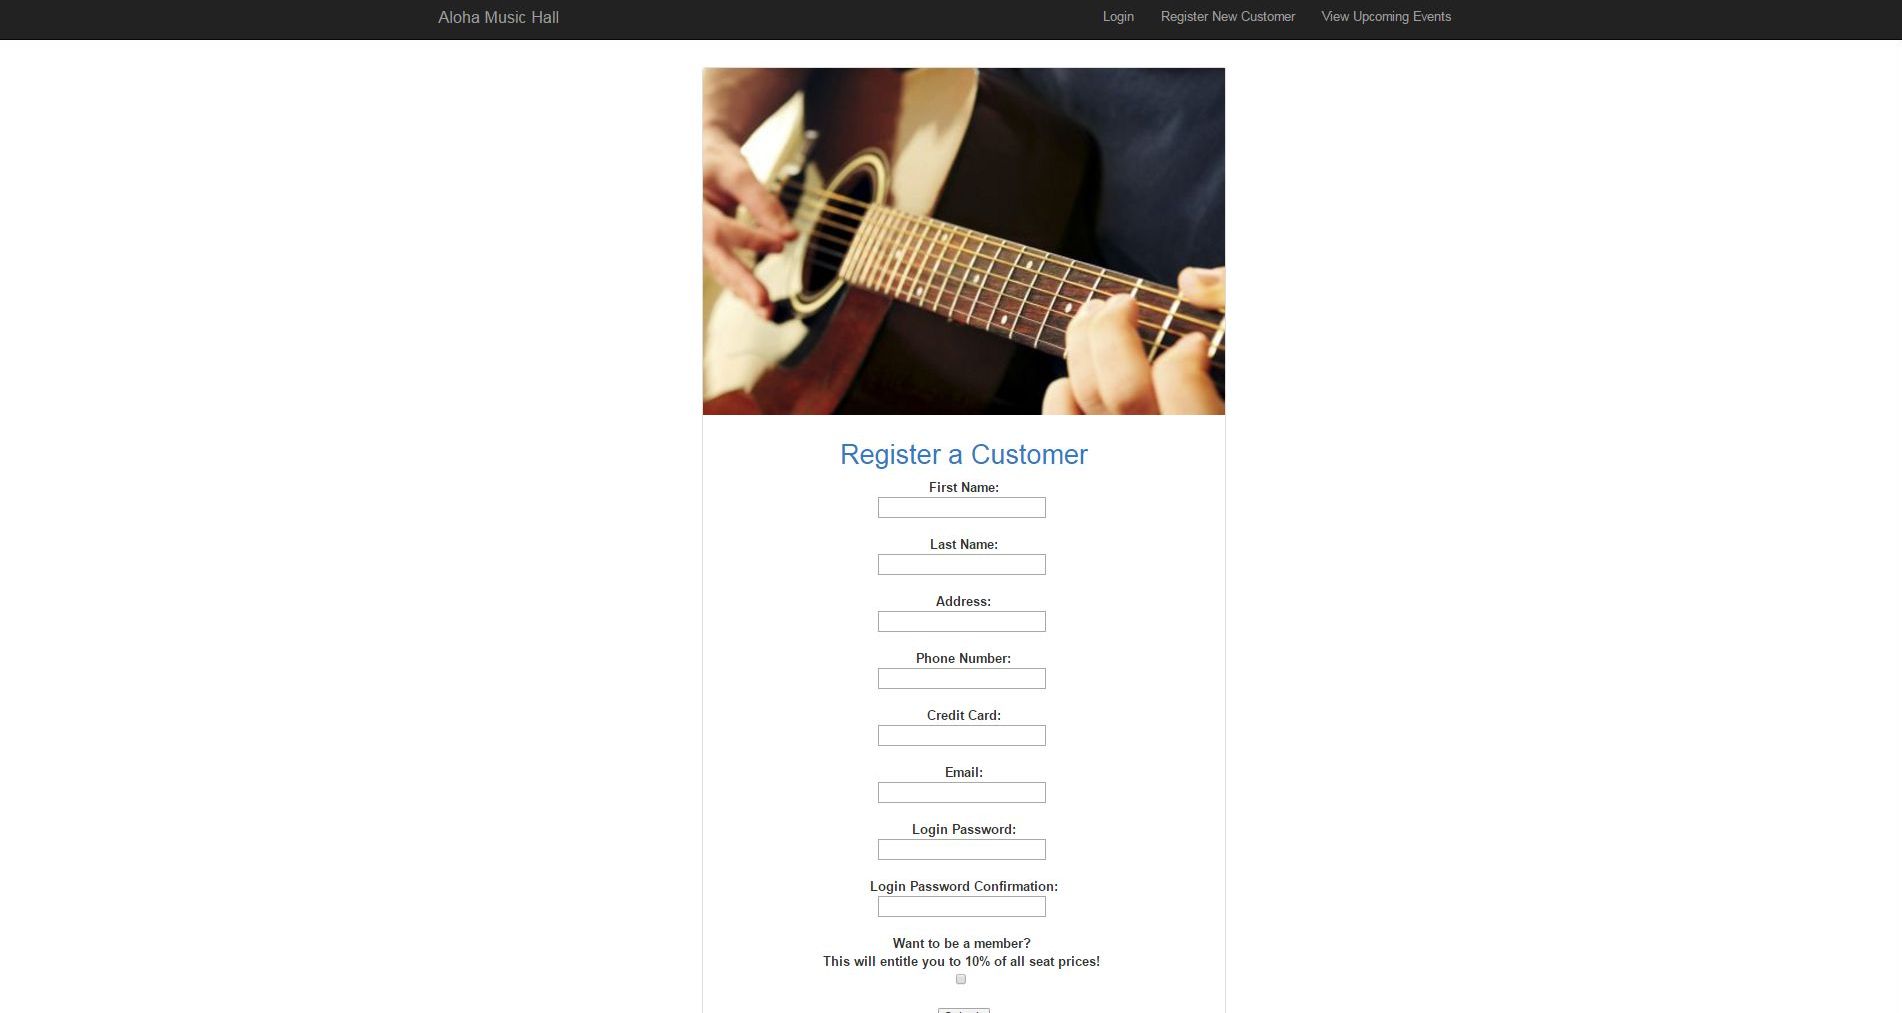 Aloha Music Hall
Login Register New Customer View Upcoming Events
Register a Customer
First Name:
Last Name:
Address:
Phone Number:
Credit Card:
Email:
Login Password:
Login Password Confirmation:
Want to be a member?
This will entitle you to 10% of all seat prices!